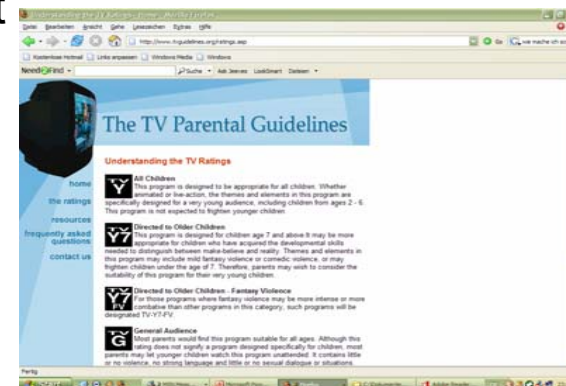 t
Understanding the TV Ratings - Home - Mozilla Firefox
Datei Bearbeiten Ansicht Gehe Lesezeichen Extras Hilfe
http://www.tvguidelines.org/ratings.asp
Go
Kostenlose Hotmail Links anpassen Windows Media Windows
Need2Find Suche Ask Jeeves LookSmart Dateien
The TV Parental Guidelines
home
the ratings
resources
frequently asked
questions
contact us
Understanding the TV Ratings
TV
Y
All Children
This program is designed to be appropriate for all children. Whether
animated or live-action, the themes and elements in this program are
specifically designed for a very young audience, including children from ages 2 - 6.
This program is not expected to frighten younger children.
TV
Y7
Directed to Older Children
This program is designed for children age 7 and above. It may be more
appropriate for children who have acquired the developmental skills
needed to distinguish between make-believe and reality. Themes and elements in
this program may include mild fantasy violence or comedic violence, or may
frighten children under the age of 7. Therefore, parents may wish to consider the
suitability of this program for their very young children.
TV
Y7
FV
Directed to Older Children - Fantasy Violence
For those programs where fantasy violence may be more intense or more
combative than other programs in this category, such programs will be
designated TV-Y7-FV.
TV
G
General Audience
Most parents would find this program suitable for all ages. Although this
rating does not signify a program designed specifically for children, most
parents may let younger children watch this program unattended. It contains little
or no violence, no strong language and little or no sexual dialogue or situations.
Fertig